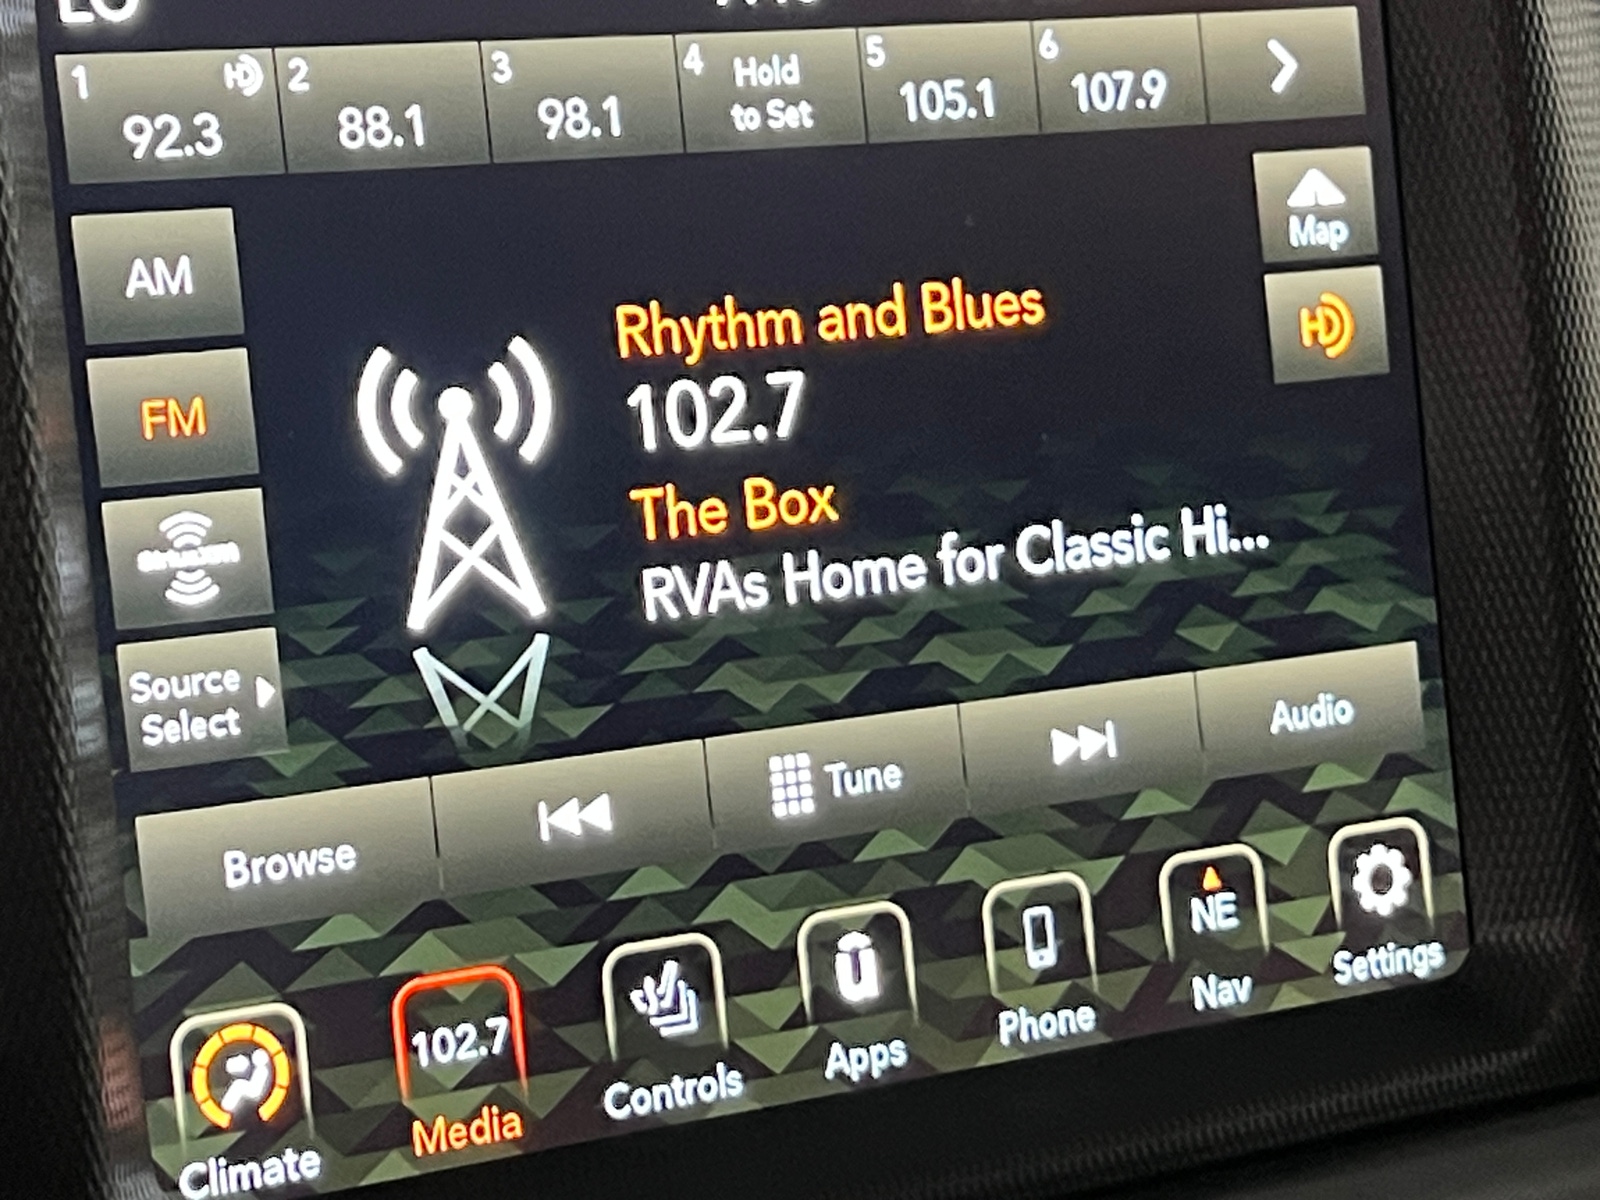 1 HD 2 3 4 Hold 5 6
92.3 88.1 98.1 to Set 105.1 107.9
Map
AM
HD
Rhythm and Blues
FM
102.7
The Box
RVAs Home for Classic Hi...
Source
Select
Browse
Tune
Audio
Climate
102.7
Media
Controls
Apps
Phone
NE
Nav
Settings